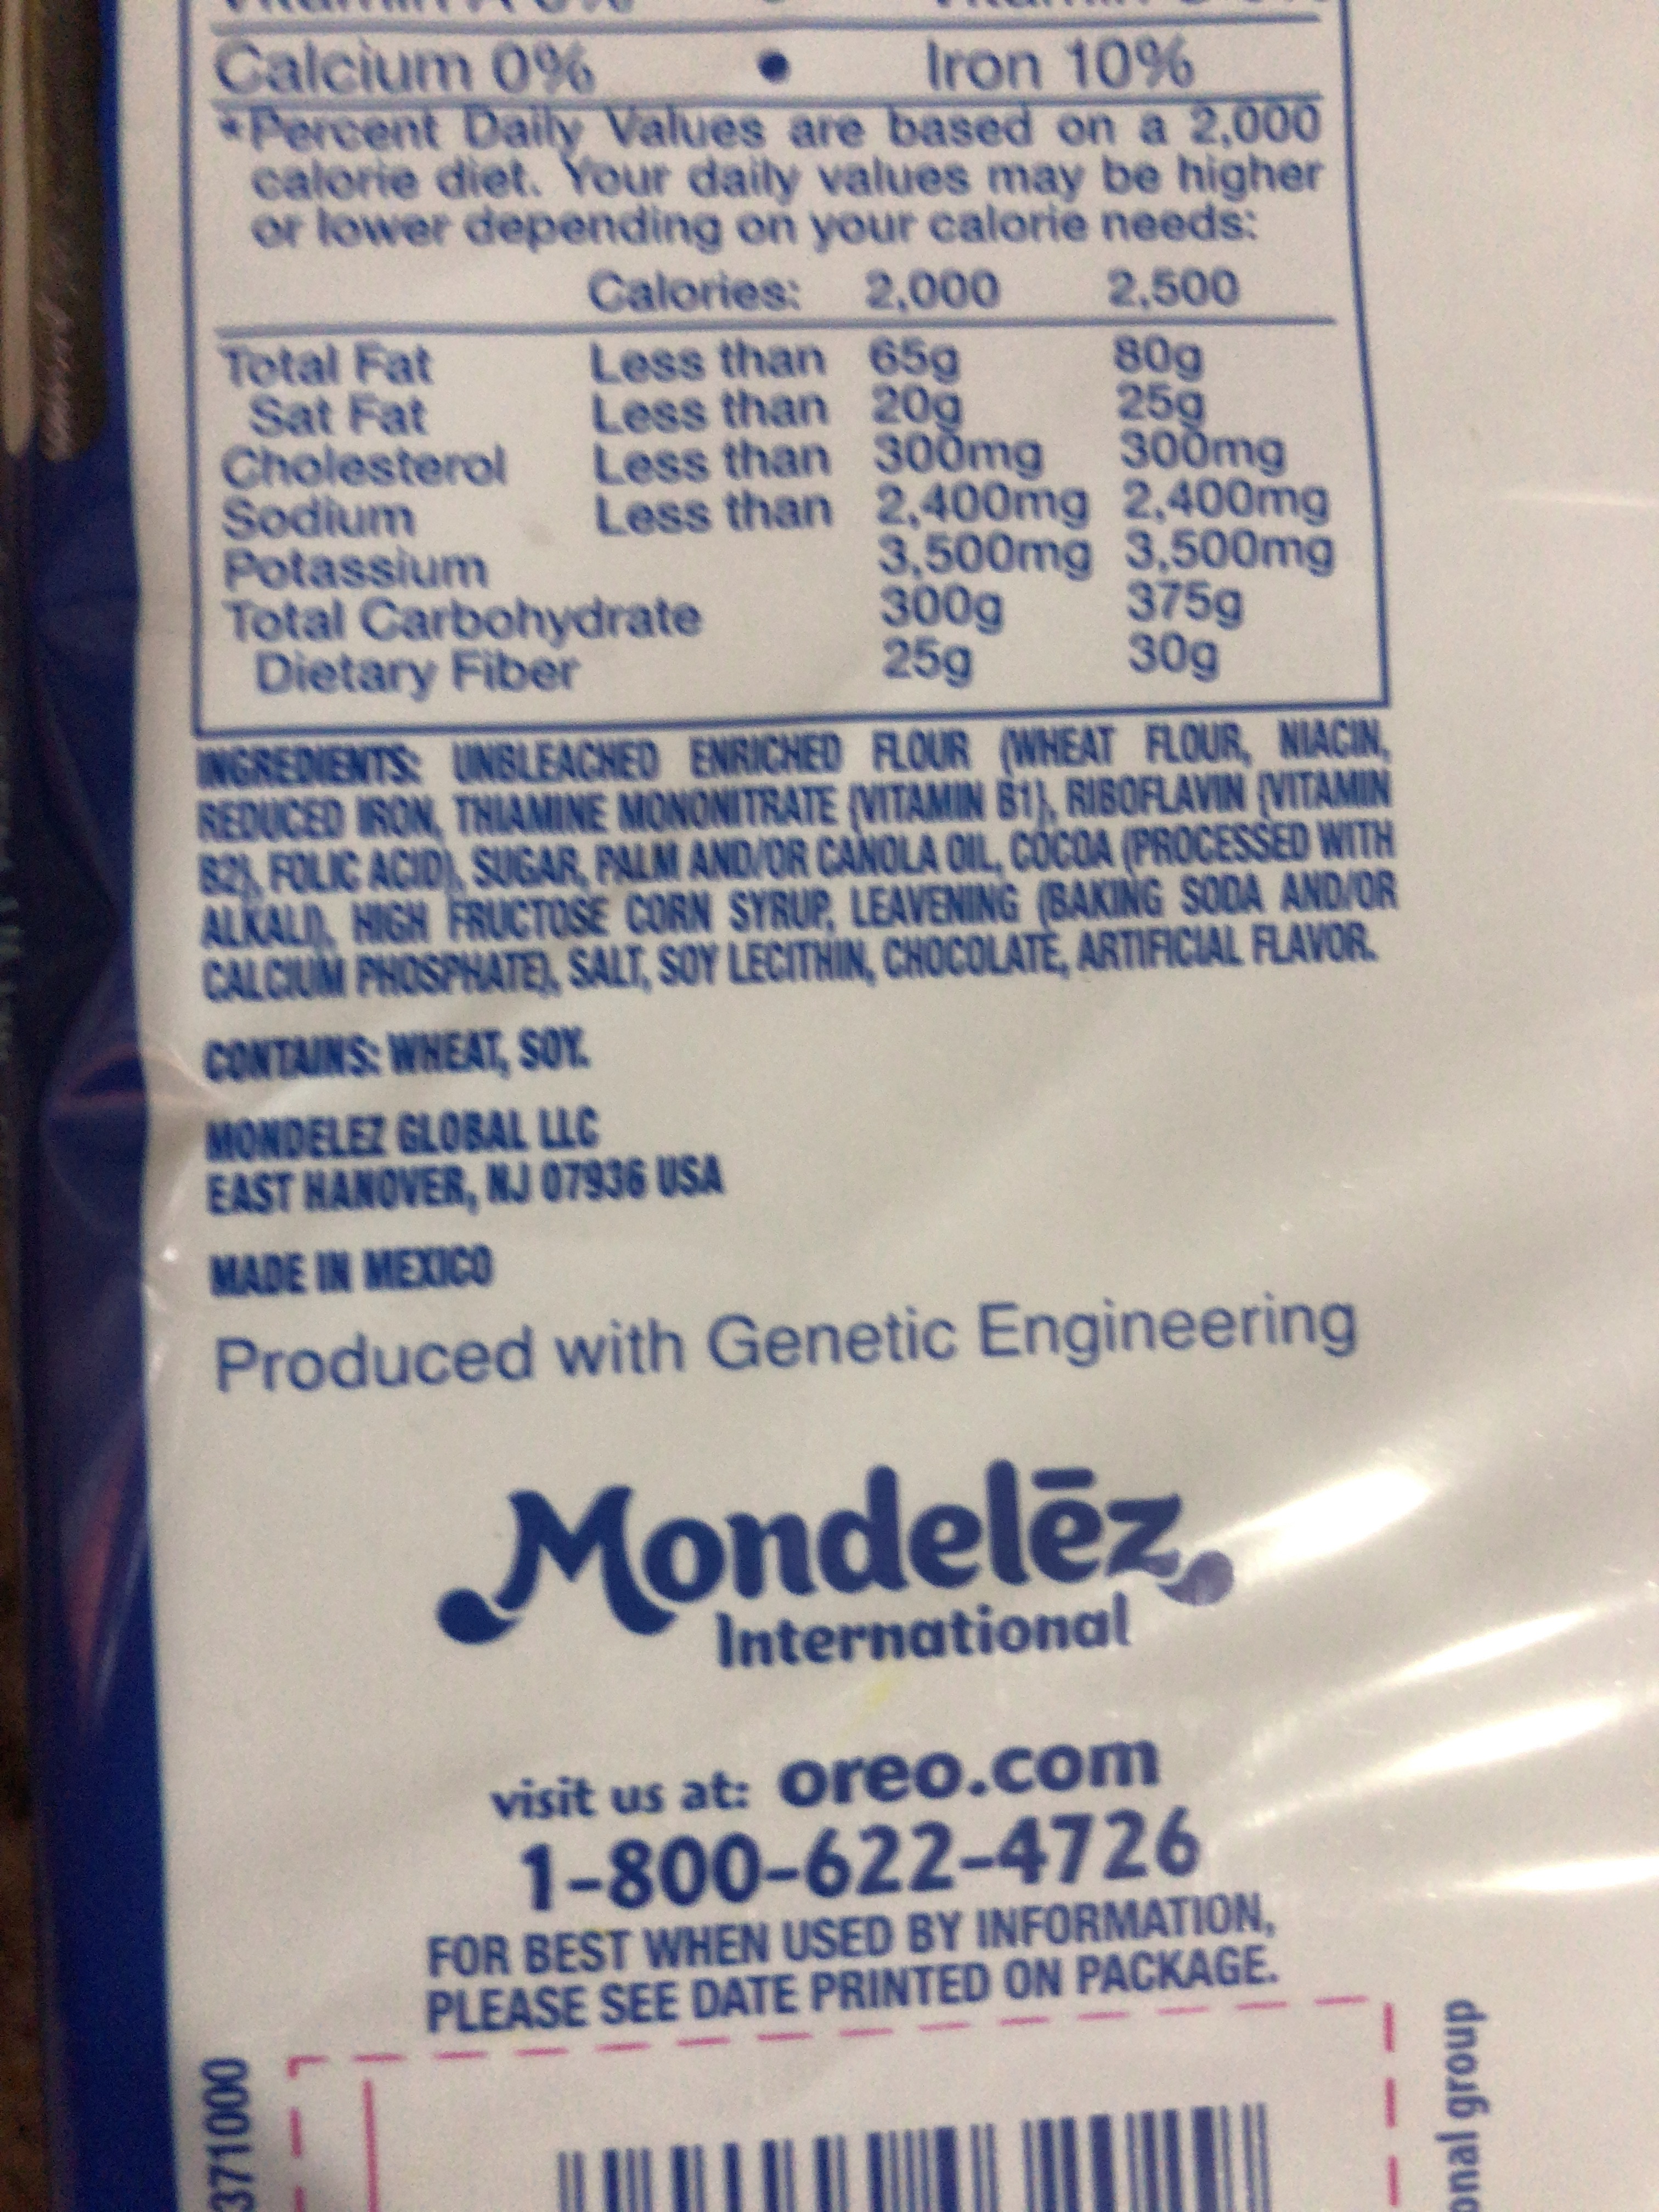 Calcium 0% • Iron 10%
*Percent Daily Values are based on a 2,000
calorie diet. Your daily values may be higher
or lower depending on your calorie needs:
Calories: 2,000 2,500
Total Fat Less than 65g 80g
Sat Fat Less than 20g 25g
Cholesterol Less than 300mg 300mg
Sodium Less than 2,400mg 2,400mg
Potassium 3,500mg 3,500mg
Total Carbohydrate 300g 375g
Dietary Fiber 25g 30g
INGREDIENTS: UNBLEACHED ENRICHED FLOUR (WHEAT FLOUR, NIACIN,
REDUCED IRON, THIAMINE MONONITRATE {VITAMIN B1}, RIBOFLAVIN {VITAMIN
B2}, FOLIC ACID), SUGAR, PALM AND/OR CANOLA OIL, COCOA (PROCESSED WITH
ALKALI), HIGH FRUCTOSE CORN SYRUP, LEAVENING (BAKING SODA AND/OR
CALCIUM PHOSPHATE), SALT, SOY LECITHIN, CHOCOLATE, ARTIFICIAL FLAVOR.
CONTAINS: WHEAT, SOY.
MONDELEZ GLOBAL LLC
EAST HANOVER, NJ 07936 USA
MADE IN MEXICO
Produced with Genetic Engineering
Mondelēz
International
visit us at: oreo.com
1-800-622-4726
FOR BEST WHEN USED BY INFORMATION,
PLEASE SEE DATE PRINTED ON PACKAGE.
371000
onal group